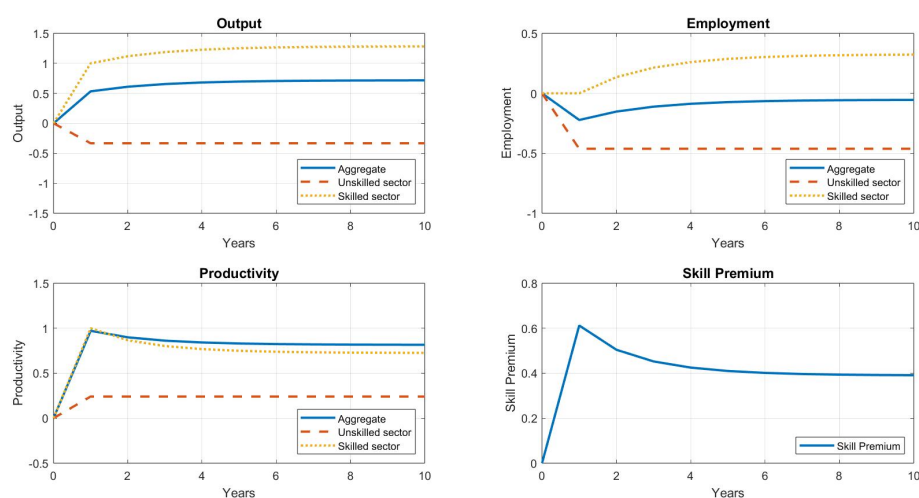 Output
1.5
1
0.5
0
-0.5
-1
-1.5
Output
0 2 4 6 8 10
Years
Aggregate
Unskilled sector
Skilled sector
Employment
0.5
0
-0.5
-1
Employment
0 2 4 6 8 10
Years
Aggregate
Unskilled sector
Skilled sector
Productivity
1.5
1
0.5
0
-0.5
Productivity
0 2 4 6 8 10
Years
Aggregate
Unskilled sector
Skilled sector
Skill Premium
0.8
0.6
0.4
0.2
0
Skill Premium
0 2 4 6 8 10
Years
Skill Premium